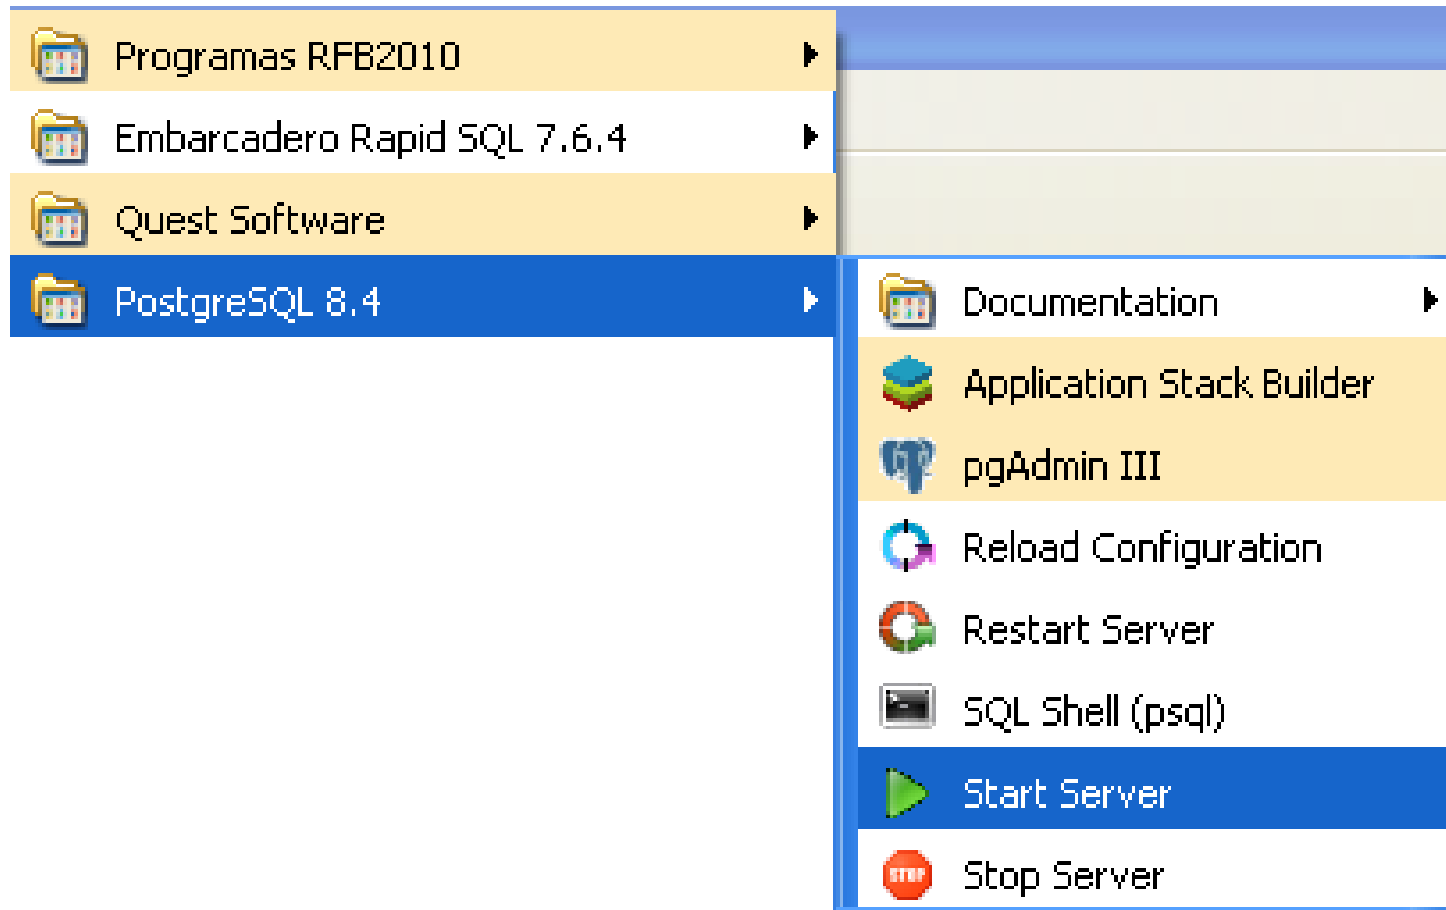 Programas RFB2010
Embarcadero Rapid SQL 7.6.4
Quest Software
PostgreSQL 8.4
Documentation
Application Stack Builder
pgAdmin III
Reload Configuration
Restart Server
SQL Shell (psql)
Start Server
STOP
Stop Server